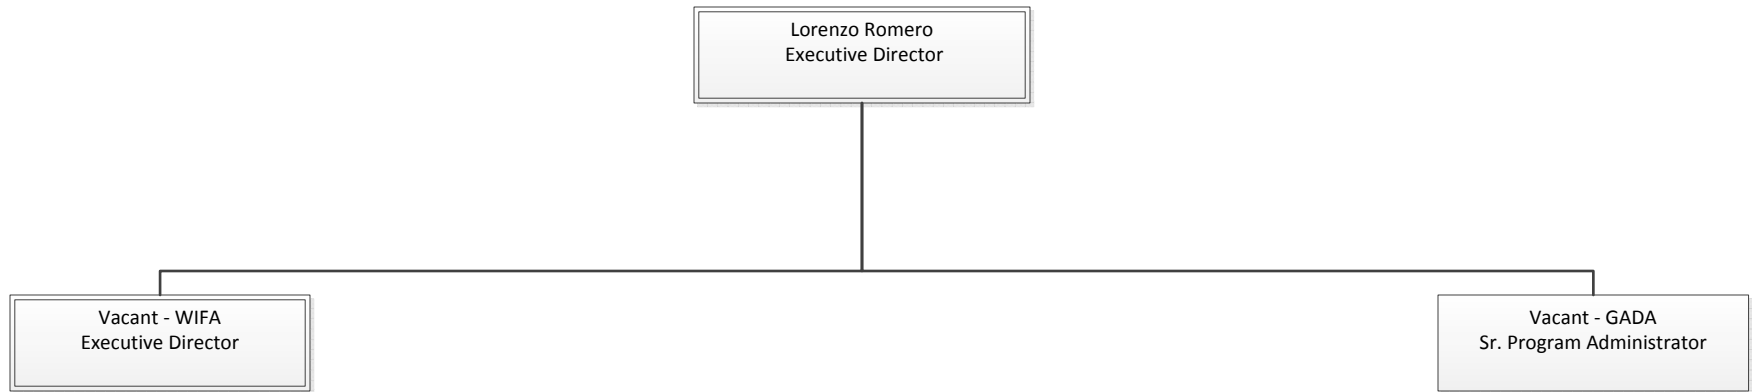 Lorenzo Romero
Executive Director
Vacant - WIFA
Executive Director
Vacant - GADA
Sr. Program Administrator